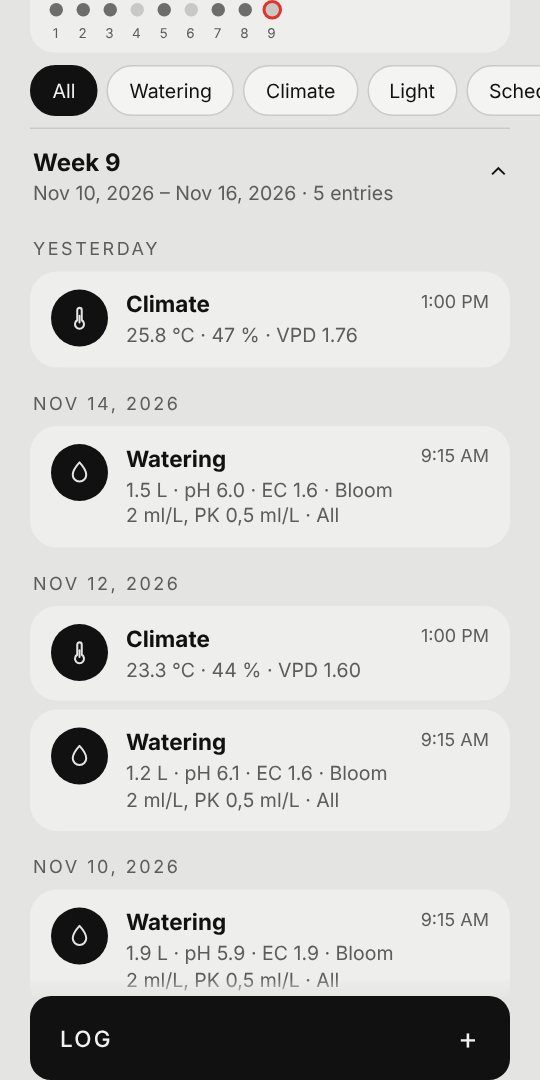 1 2 3 4 5 6 7 8 9
All Watering Climate Light Sched
Week 9
Nov 10, 2026 – Nov 16, 2026 · 5 entries
YESTERDAY
Climate 1:00 PM
25.8 °C · 47 % · VPD 1.76
NOV 14, 2026
Watering 9:15 AM
1.5 L · pH 6.0 · EC 1.6 · Bloom
2 ml/L, PK 0,5 ml/L · All
NOV 12, 2026
Climate 1:00 PM
23.3 °C · 44 % · VPD 1.60
Watering 9:15 AM
1.2 L · pH 6.1 · EC 1.6 · Bloom
2 ml/L, PK 0,5 ml/L · All
NOV 10, 2026
Watering 9:15 AM
1.9 L · pH 5.9 · EC 1.9 · Bloom
2 ml/L, PK 0,5 ml/L · All
LOG +